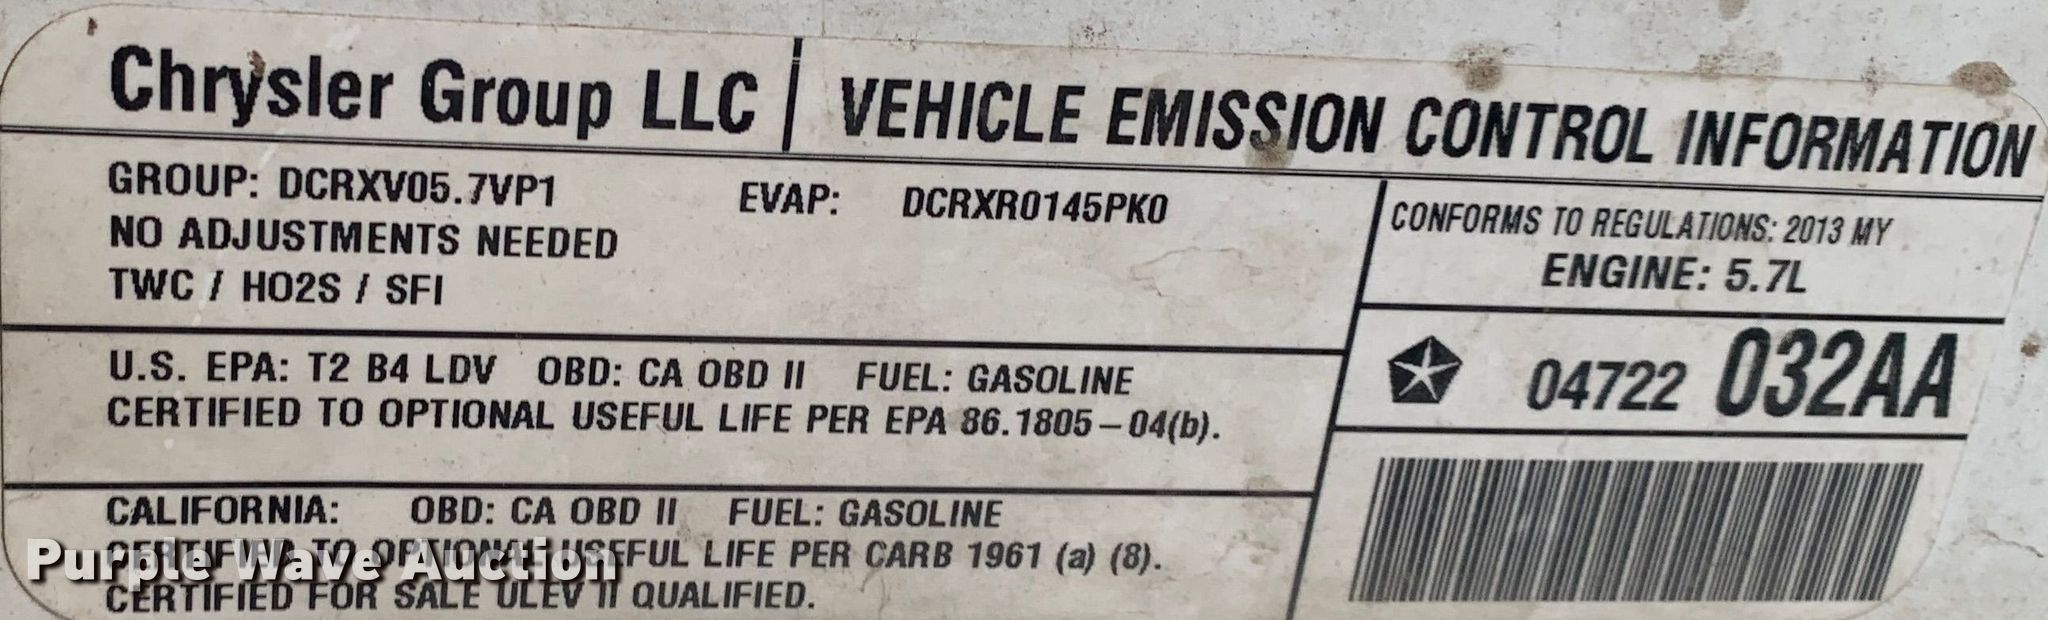 Chrysler Group LLC | VEHICLE EMISSION CONTROL INFORMATION
GROUP: DCRXV05.7VP1 EVAP: DCRXR0145PK0
NO ADJUSTMENTS NEEDED
TWC / HO2S / SFI
CONFORMS TO REGULATIONS: 2013 MY
ENGINE: 5.7L
04722 032AA
U.S. EPA: T2 B4 LDV OBD: CA OBD II FUEL: GASOLINE
CERTIFIED TO OPTIONAL USEFUL LIFE PER EPA 86.1805–04(b).
CALIFORNIA: OBD: CA OBD II FUEL: GASOLINE
CERTIFIED TO OPTIONAL USEFUL LIFE PER CARB 1961 (a) (8).
CERTIFIED FOR SALE ULEV II QUALIFIED.
Purple Wave Auction